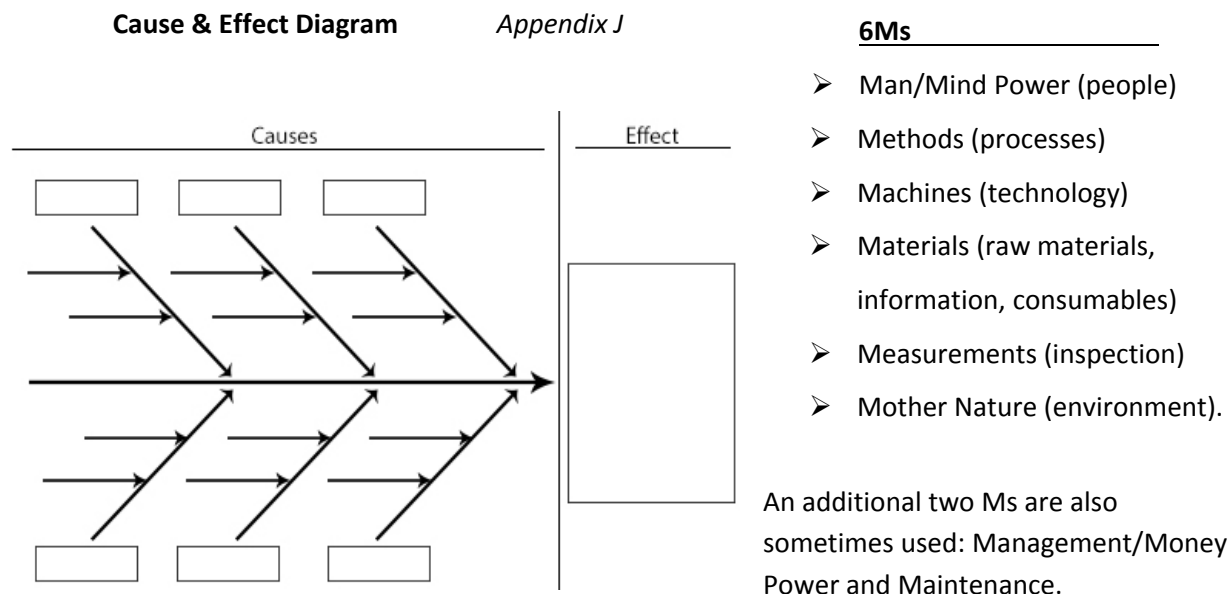 Cause & Effect Diagram Appendix J
Causes
Effect
6Ms
➢ Man/Mind Power (people)
➢ Methods (processes)
➢ Machines (technology)
➢ Materials (raw materials,
information, consumables)
➢ Measurements (inspection)
➢ Mother Nature (environment).
An additional two Ms are also
sometimes used: Management/Money
Power and Maintenance.